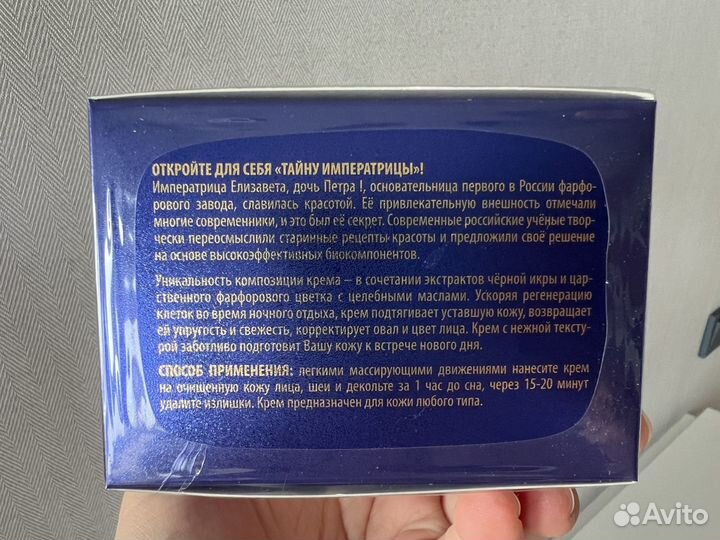 ОТКРОЙТЕ ДЛЯ СЕБЯ «ТАЙНУ ИМПЕРАТРИЦЫ»!
Императрица Елизавета, дочь Петра I, основательница первого в России фарфо-
рового завода, славилась красотой. Её привлекательную внешность отмечали
многие современники, и это был её секрет. Современные российские учёные твор-
чески переосмыслили старинные рецепты красоты и предложили своё решение
на основе высокоэффективных биокомпонентов.
Уникальность композиции крема – в сочетании экстрактов чёрной икры и цар-
ственного фарфорового цветка с целебными маслами. Ускоряя регенерацию
клеток во время ночного отдыха, крем подтягивает уставшую кожу, возвращает
ей упругость и свежесть, корректирует овал и цвет лица. Крем с нежной тексту-
рой заботливо подготовит Вашу кожу к встрече нового дня.
СПОСОБ ПРИМЕНЕНИЯ: легкими массирующими движениями нанесите крем
на очищенную кожу лица, шеи и декольте за 1 час до сна, через 15-20 минут
удалите излишки. Крем предназначен для кожи любого типа.
Avito